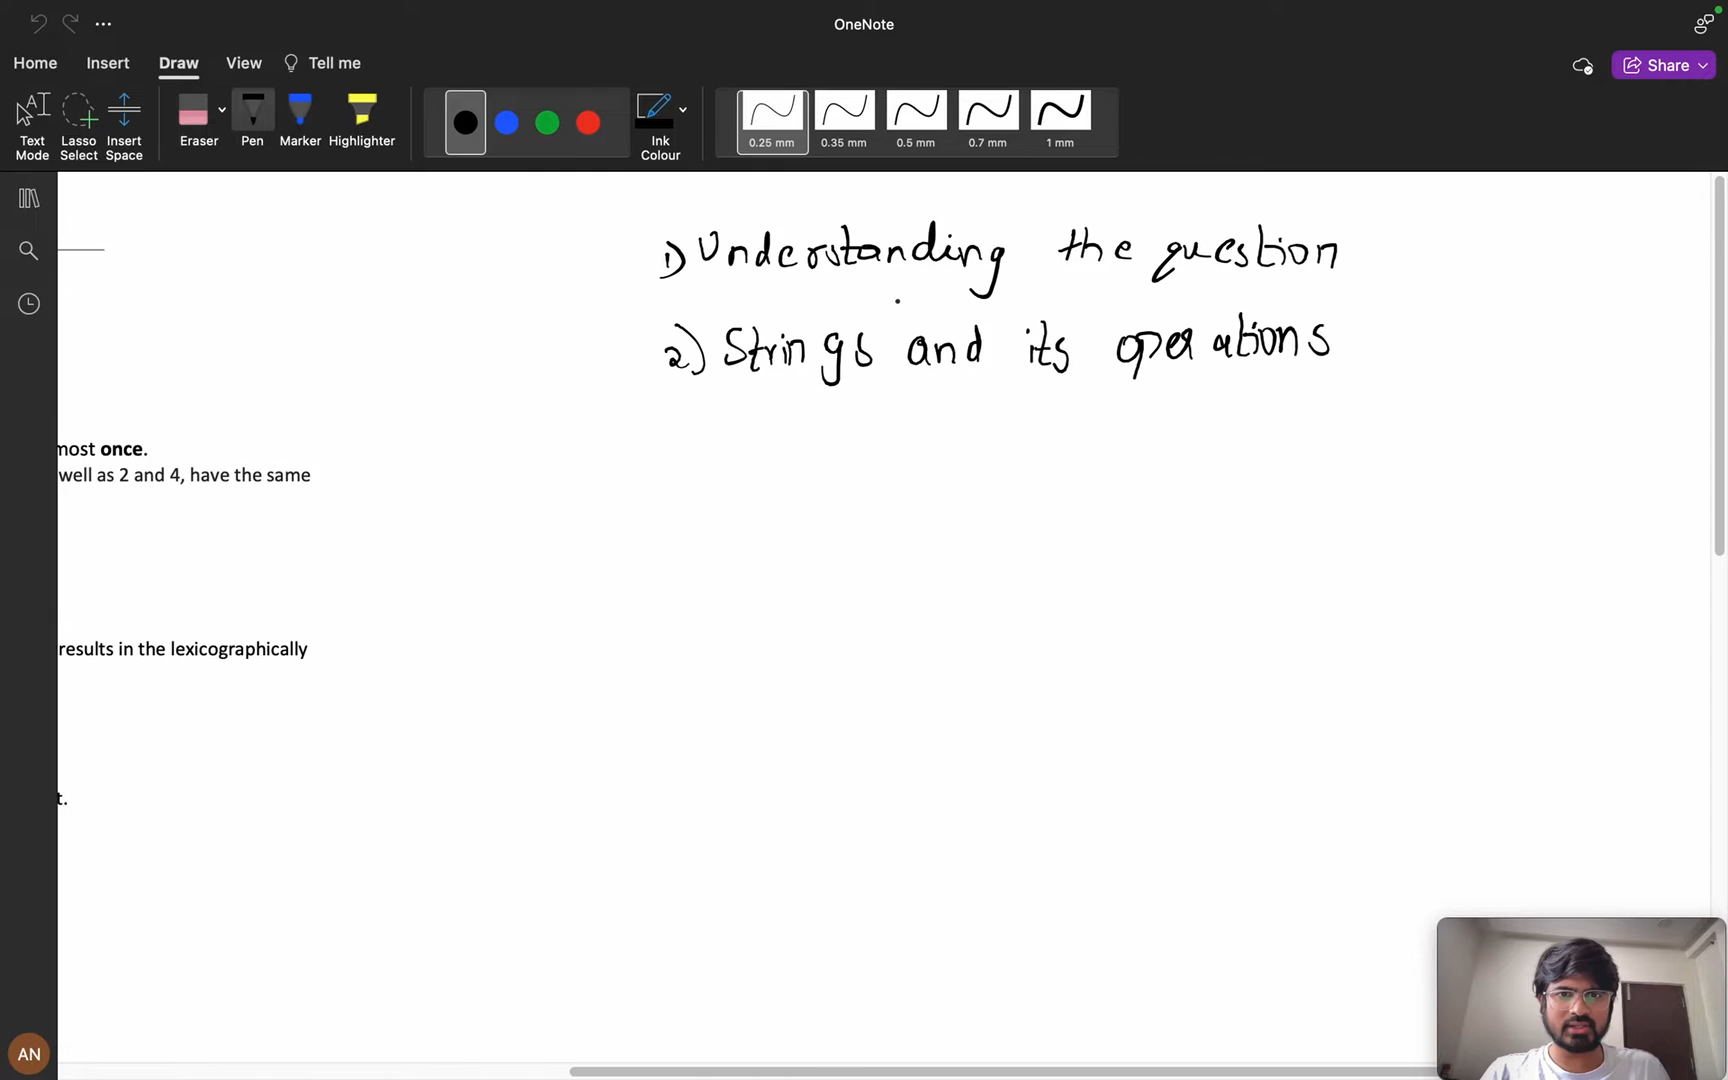 OneNote
Home Insert Draw View Tell me
Share
Text Mode
Lasso Select
Insert Space
Eraser
Pen
Marker
Highlighter
Ink Colour
0.25 mm
0.35 mm
0.5 mm
0.7 mm
1 mm
1) Understanding the question
2) Strings and its operations
most once.
well as 2 and 4, have the same
results in the lexicographically
t.
AN